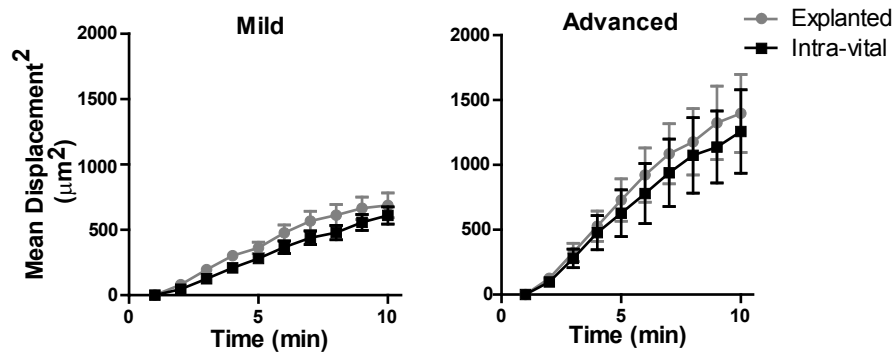 Mild
Advanced
Explanted
Intra-vital
Mean Displacement²
(μm²)
2000
1500
1000
500
0
0
5
10
Time (min)
2000
1500
1000
500
0
0
5
10
Time (min)